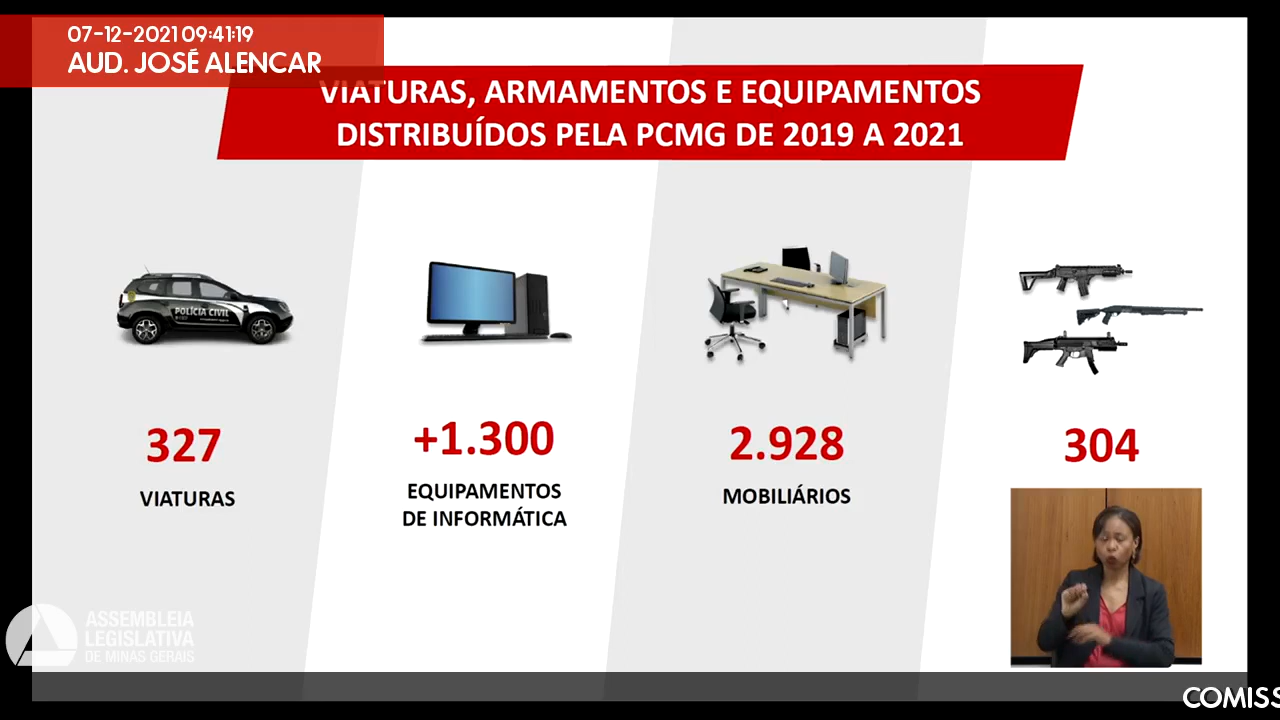 07-12-2021 09:41:19
AUD. JOSÉ ALENCAR
VIATURAS, ARMAMENTOS E EQUIPAMENTOS
DISTRIBUÍDOS PELA PCMG DE 2019 A 2021
POLÍCIA CIVIL
327
VIATURAS
+1.300
EQUIPAMENTOS
DE INFORMÁTICA
2.928
MOBILIÁRIOS
304
ASSEMBLEIA
LEGISLATIVA
DE MINAS GERAIS
COMISS